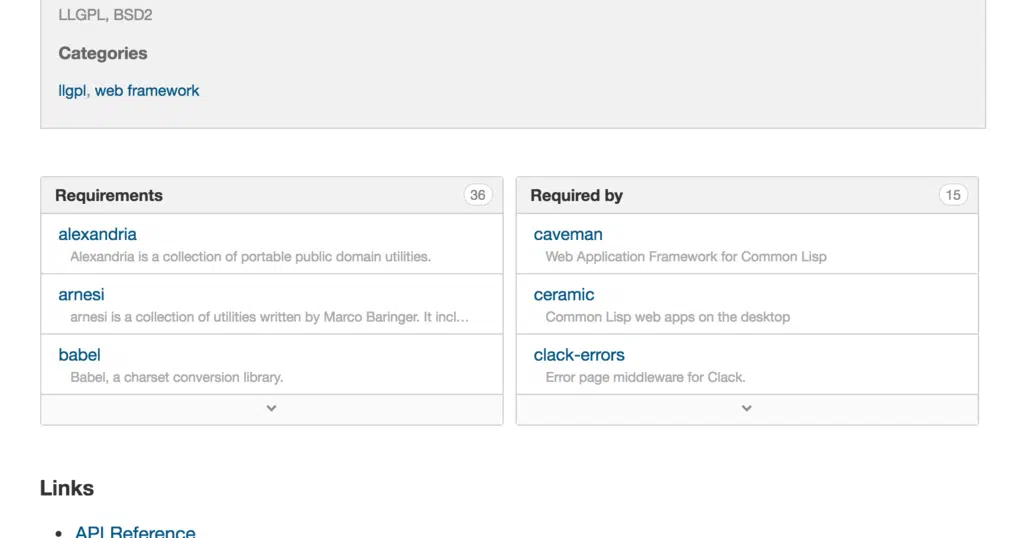 LLGPL, BSD2
Categories
llgpl, web framework
Requirements 36
alexandria
Alexandria is a collection of portable public domain utilities.
arnesi
arnesi is a collection of utilities written by Marco Baringer. It incl…
babel
Babel, a charset conversion library.
Required by 15
caveman
Web Application Framework for Common Lisp
ceramic
Common Lisp web apps on the desktop
clack-errors
Error page middleware for Clack.
Links
• API Reference